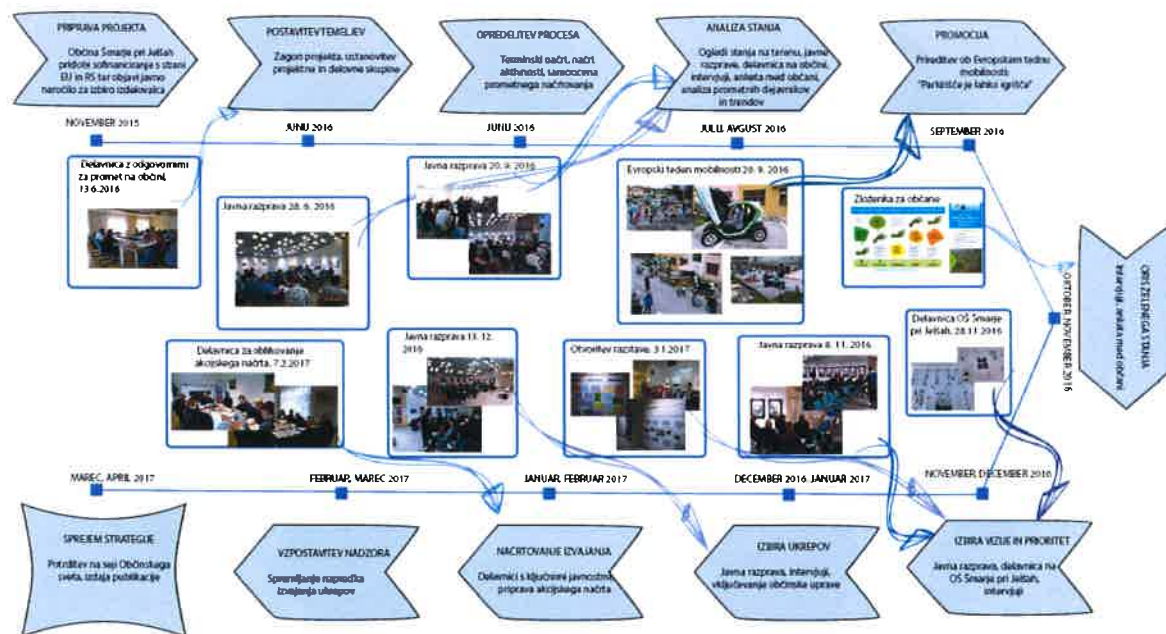 PRIPRAVA PROJEKTA
Občina Šmarje pri Jelšah
pridobi sofinanciranje s strani
EU in RS ter objavi javno
naročilo za izbiro izdelovalca
POSTAVITEV TEMELJEV
Zagon projekta, ustanovitev
projektne in delovne skupine
OPREDELITEV PROCESA
Terminski načrt, načrt
aktivnosti, samoocena
prometnega načrtovanja
ANALIZA STANJA
Ogledi stanja na terenu, javne
razprave, delavnica na občini,
intervjuji, anketa med občani,
analiza prometnih dejavnikov
in trendov
PROMOCIJA
Prireditev ob Evropskem tednu
mobilnosti:
"Parkirišče je lahko igrišče"
NOVEMBER 2015
JUNIJ 2016
JUNIJ 2016
JULIJ, AVGUST 2016
SEPTEMBER 2016
Delavnica z odgovornimi
za promet na občini,
13.6.2016
Javna razprava 28. 6. 2016
Javna razprava 20. 9. 2016
Evropski teden mobilnosti 20. 9. 2016
Zloženka za občane
OKTOBER, NOVEMBER 2016
OPIS ŽELENEGA STANJA
Intervjuji, anketa med občani
Delavnica za oblikovanje
akcijskega načrta, 7.2.2017
Javna razprava 13. 12.
2016
Otvoritev razstave, 3.1.2017
Javna razprava 8. 11. 2016
Delavnica OŠ Šmarje
pri Jelšah, 28.11.2016
MAREC, APRIL 2017
FEBRUAR, MAREC 2017
JANUAR, FEBRUAR 2017
DECEMBER 2016, JANUAR 2017
NOVEMBER, DECEMBER 2016
SPREJEM STRATEGIJE
Potrditev na seji Občinskega
sveta, izdaja publikacije
VZPOSTAVITEV NADZORA
Spremljanje napredka
izvajanja ukrepov
NAČRTOVANJE IZVAJANJA
Delavnici s ključnimi javnostmi,
priprava akcijskega načrta
IZBIRA UKREPOV
Javna razprava, intervjuji,
vključevanje občinske uprave
IZBIRA VIZIJE IN PRIORITET
Javna razprava, delavnica na
OŠ Šmarje pri Jelšah,
intervjuji